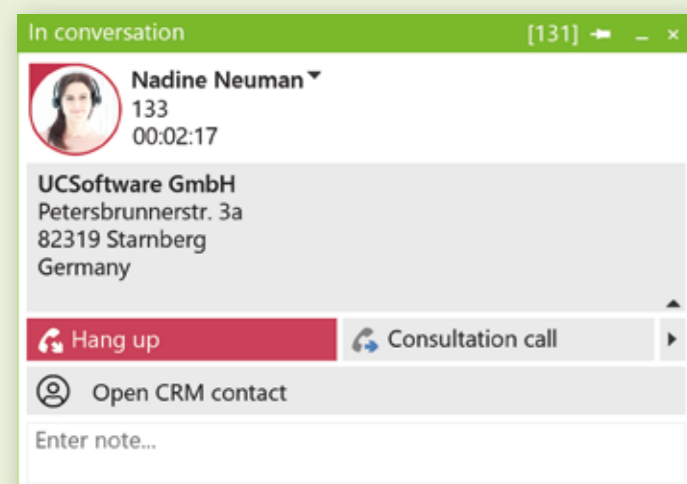 In conversation [131]
Nadine Neuman
133
00:02:17
UCSoftware GmbH
Petersbrunnerstr. 3a
82319 Starnberg
Germany
Hang up Consultation call
Open CRM contact
Enter note...